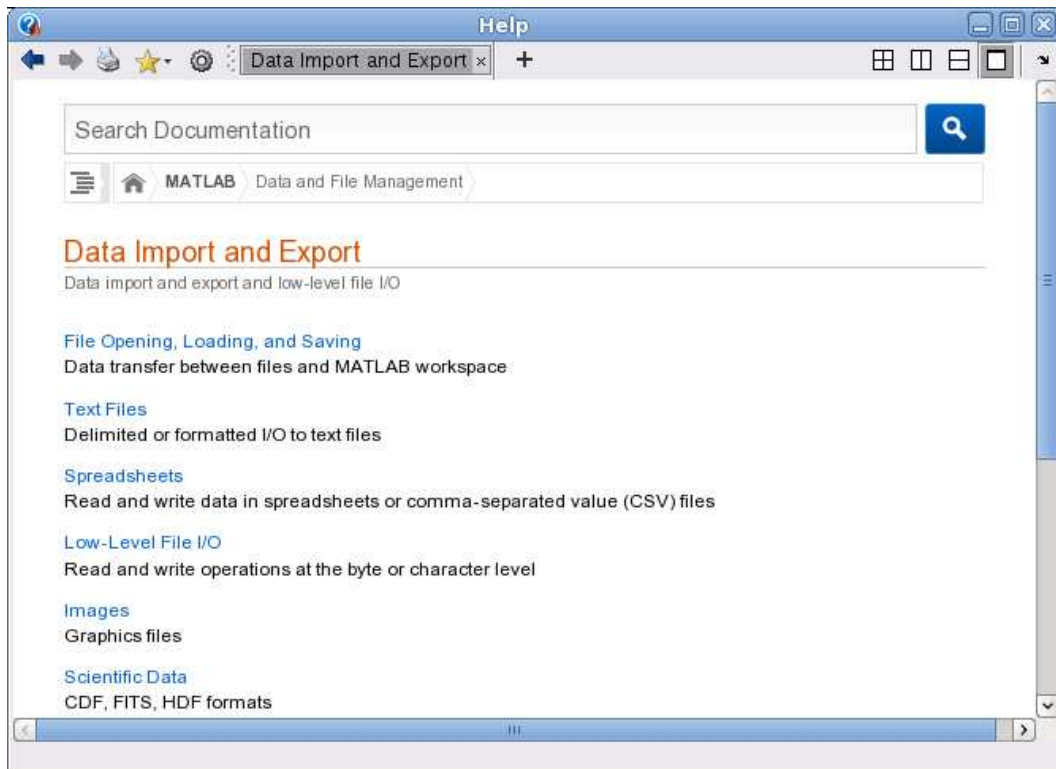 Help
Data Import and Export
Search Documentation
MATLAB Data and File Management
Data Import and Export
Data import and export and low-level file I/O
File Opening, Loading, and Saving
Data transfer between files and MATLAB workspace
Text Files
Delimited or formatted I/O to text files
Spreadsheets
Read and write data in spreadsheets or comma-separated value (CSV) files
Low-Level File I/O
Read and write operations at the byte or character level
Images
Graphics files
Scientific Data
CDF, FITS, HDF formats